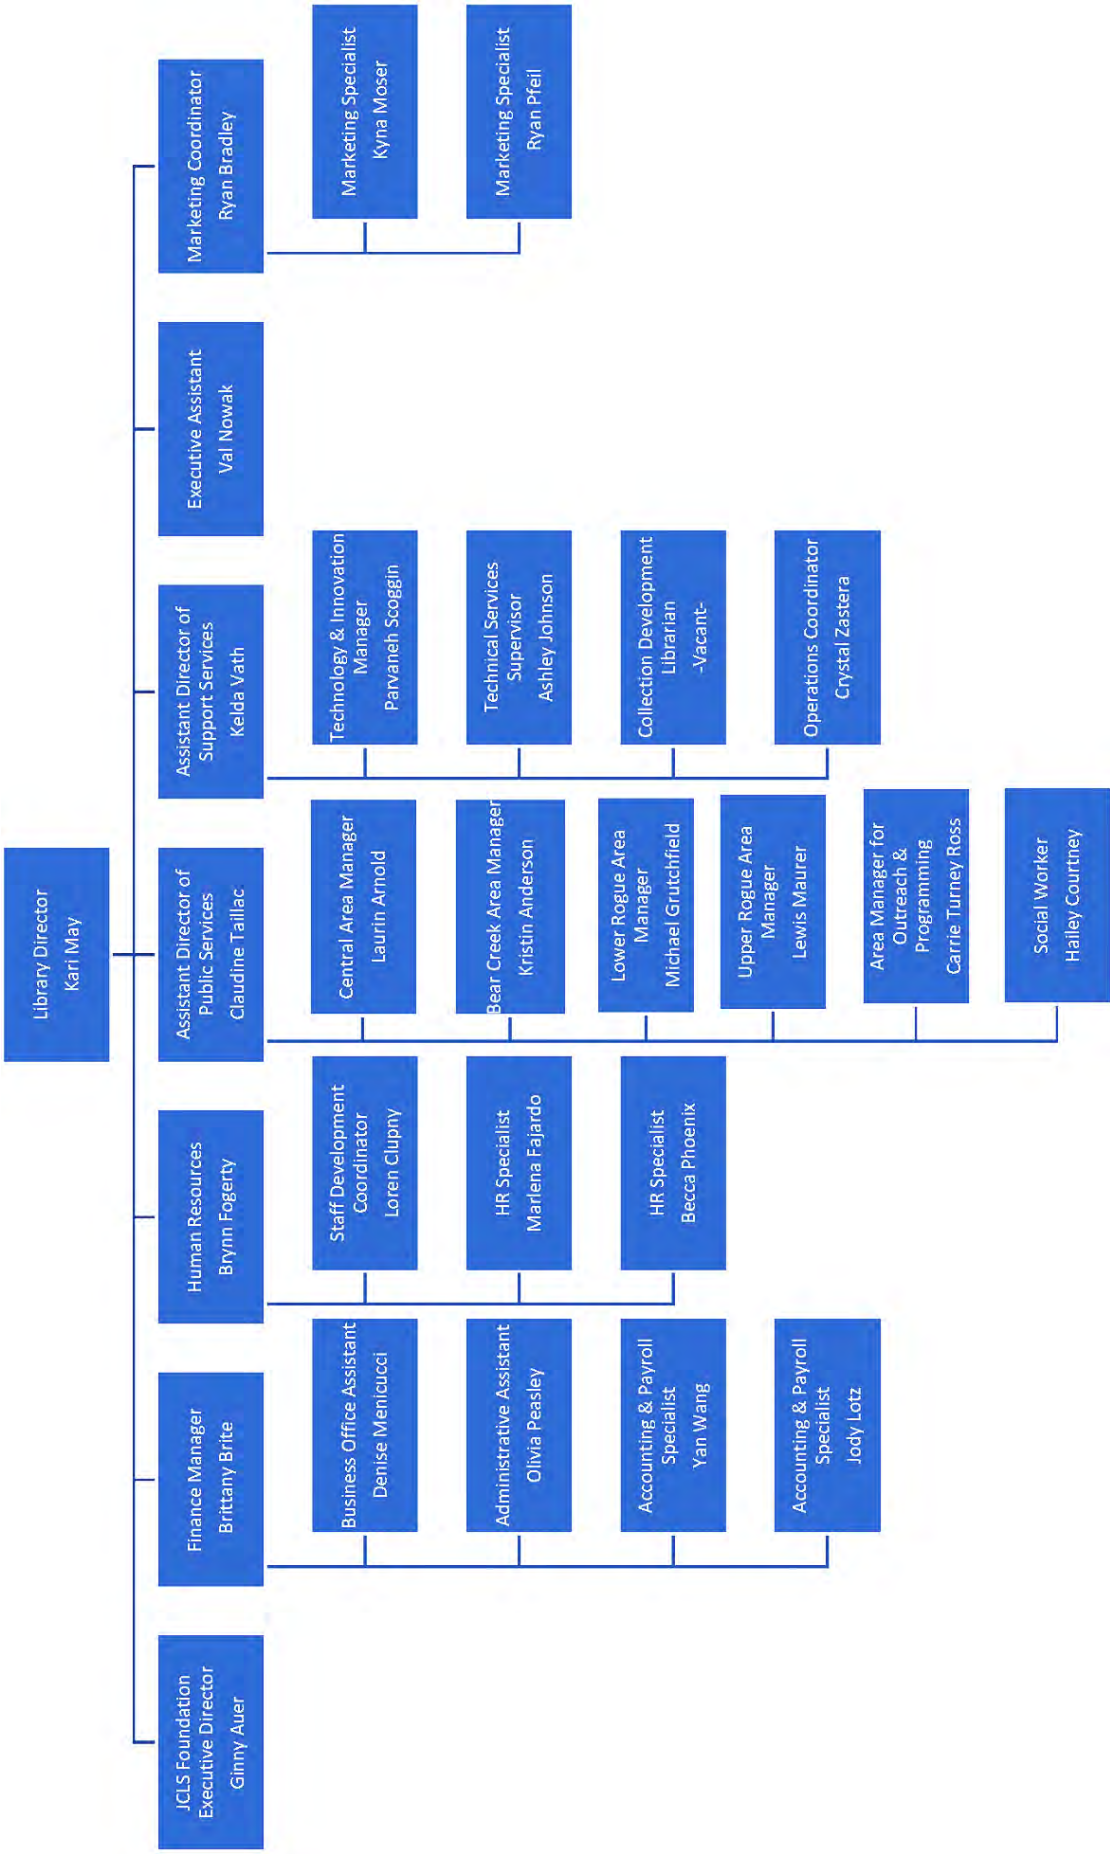 Library Director
Kari May
JCLS Foundation
Executive Director
Ginny Auer
Finance Manager
Brittany Brite
Business Office Assistant
Denise Menicucci
Administrative Assistant
Olivia Peasley
Accounting & Payroll
Specialist
Yan Wang
Accounting & Payroll
Specialist
Jody Lotz
Human Resources
Brynn Fogerty
Staff Development
Coordinator
Loren Clupny
HR Specialist
Marlena Fajardo
HR Specialist
Becca Phoenix
Assistant Director of
Public Services
Claudine Taillac
Central Area Manager
Laurin Arnold
Bear Creek Area Manager
Kristin Anderson
Lower Rogue Area
Manager
Michael Grutchfield
Upper Rogue Area
Manager
Lewis Maurer
Area Manager for
Outreach &
Programming
Carrie Turney Ross
Social Worker
Hailey Courtney
Assistant Director of
Support Services
Kelda Vath
Technology & Innovation
Manager
Parvaneh Scoggin
Technical Services
Supervisor
Ashley Johnson
Collection Development
Librarian
-Vacant-
Operations Coordinator
Crystal Zastera
Executive Assistant
Val Nowak
Marketing Coordinator
Ryan Bradley
Marketing Specialist
Kyna Moser
Marketing Specialist
Ryan Pfeil